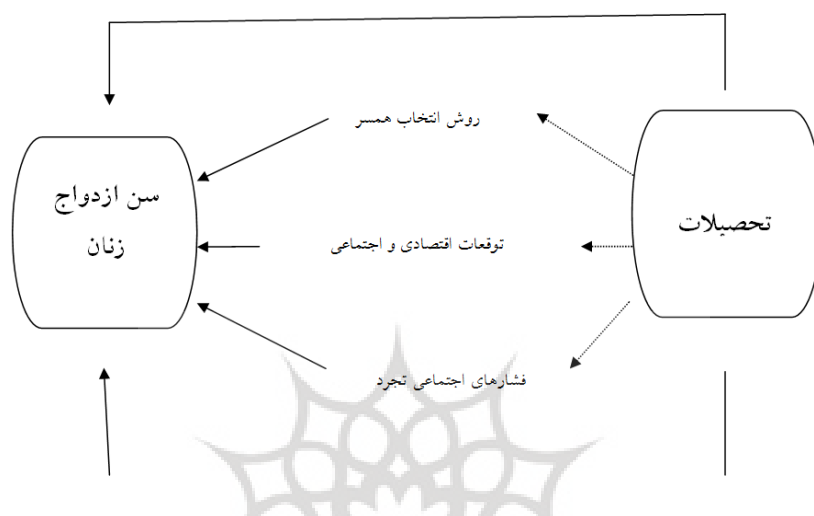 روش انتخاب همسر
سن ازدواج
زنان
توقعات اقتصادی و اجتماعی
تحصیلات
فشارهای اجتماعی تجرد